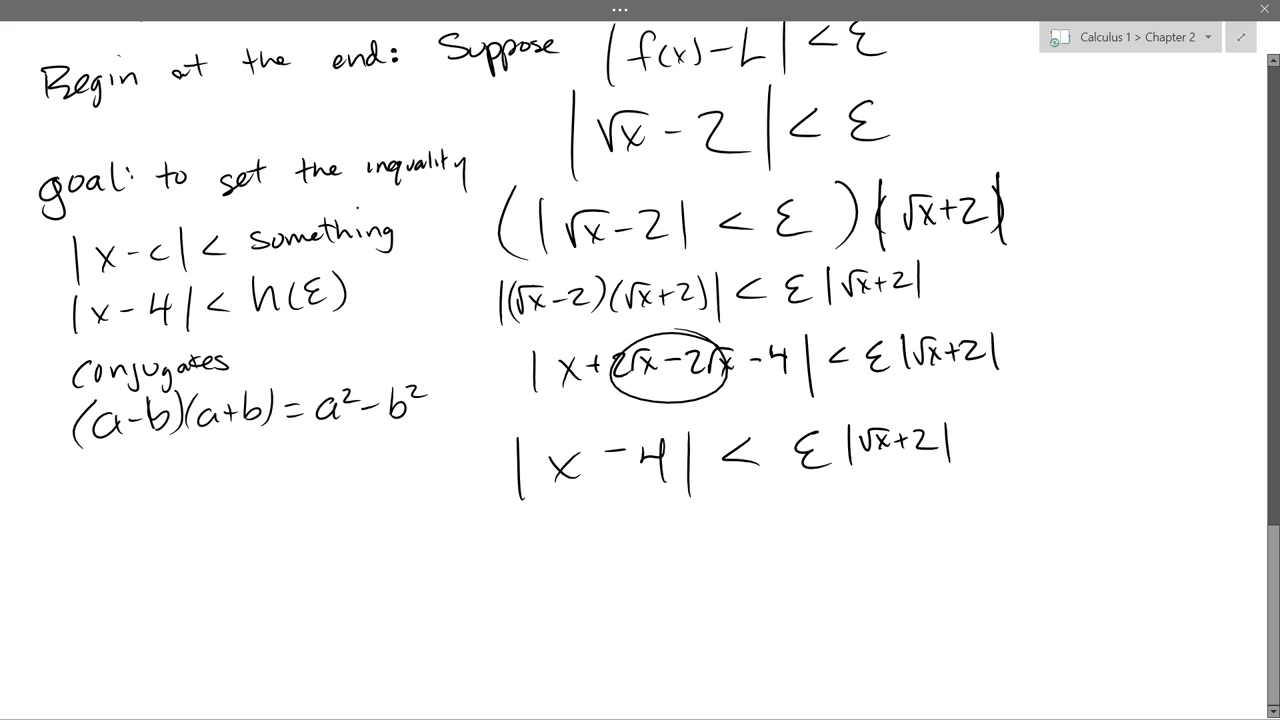 Calculus 1 > Chapter 2
Begin at the end: Suppose |f(x) - L| < ε
|√x - 2| < ε
goal: to set the inquality
|x - c| < something
|x - 4| < h(ε)
conjugates
(a-b)(a+b) = a² - b²
(|√x - 2| < ε)|√x+2|
|(√x - 2)(√x+2)| < ε|√x+2|
|x + 2√x - 2√x - 4| < ε|√x+2|
|x - 4| < ε|√x+2|